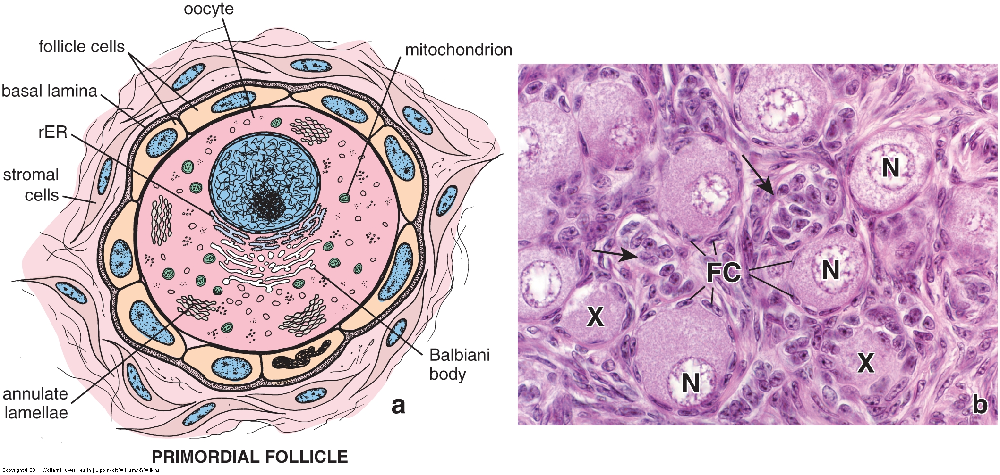 oocyte
follicle cells
mitochondrion
basal lamina
rER
stromal
cells
Balbiani
body
annulate
lamellae
a
PRIMORDIAL FOLLICLE
N
FC
N
X
X
N
b
Copyright © 2011 Wolters Kluwer Health | Lippincott Williams & Wilkins